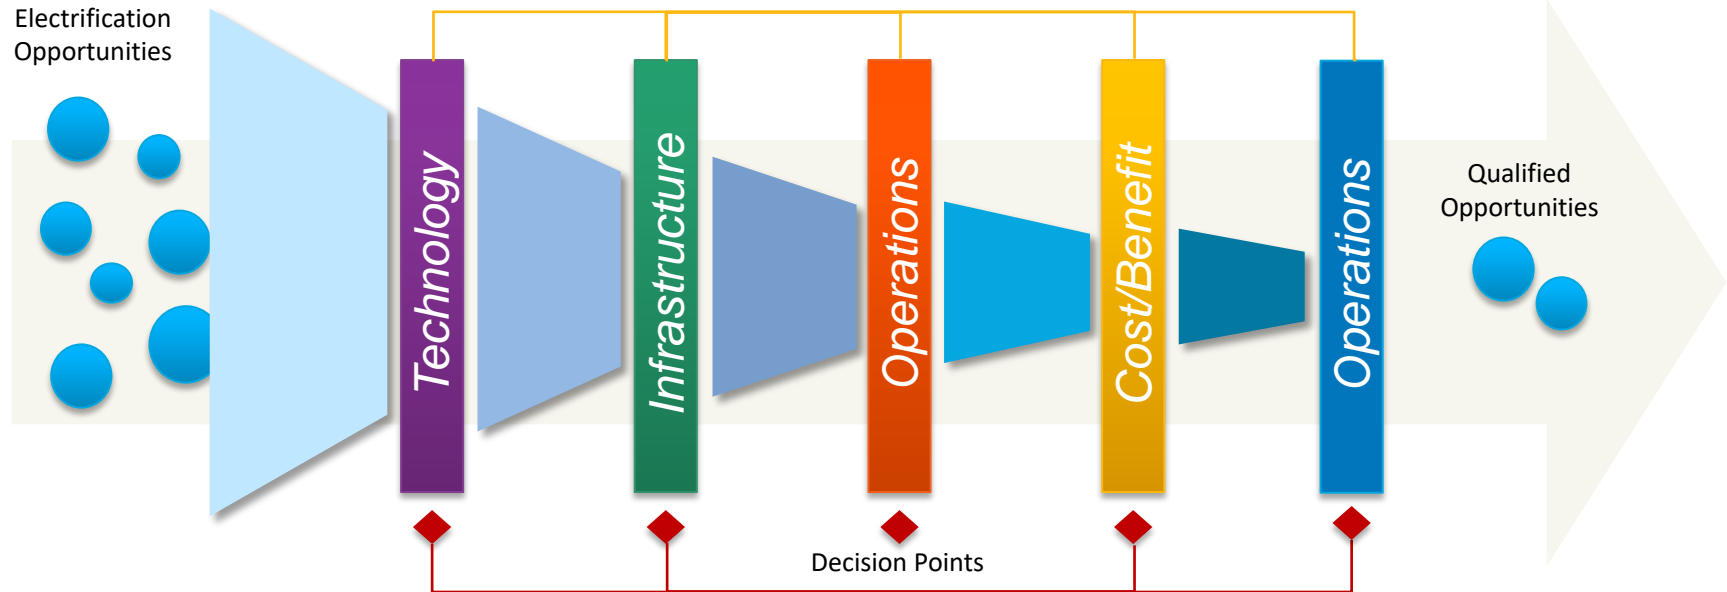 Electrification
Opportunities
Technology
Infrastructure
Operations
Cost/Benefit
Operations
Qualified
Opportunities
Decision Points